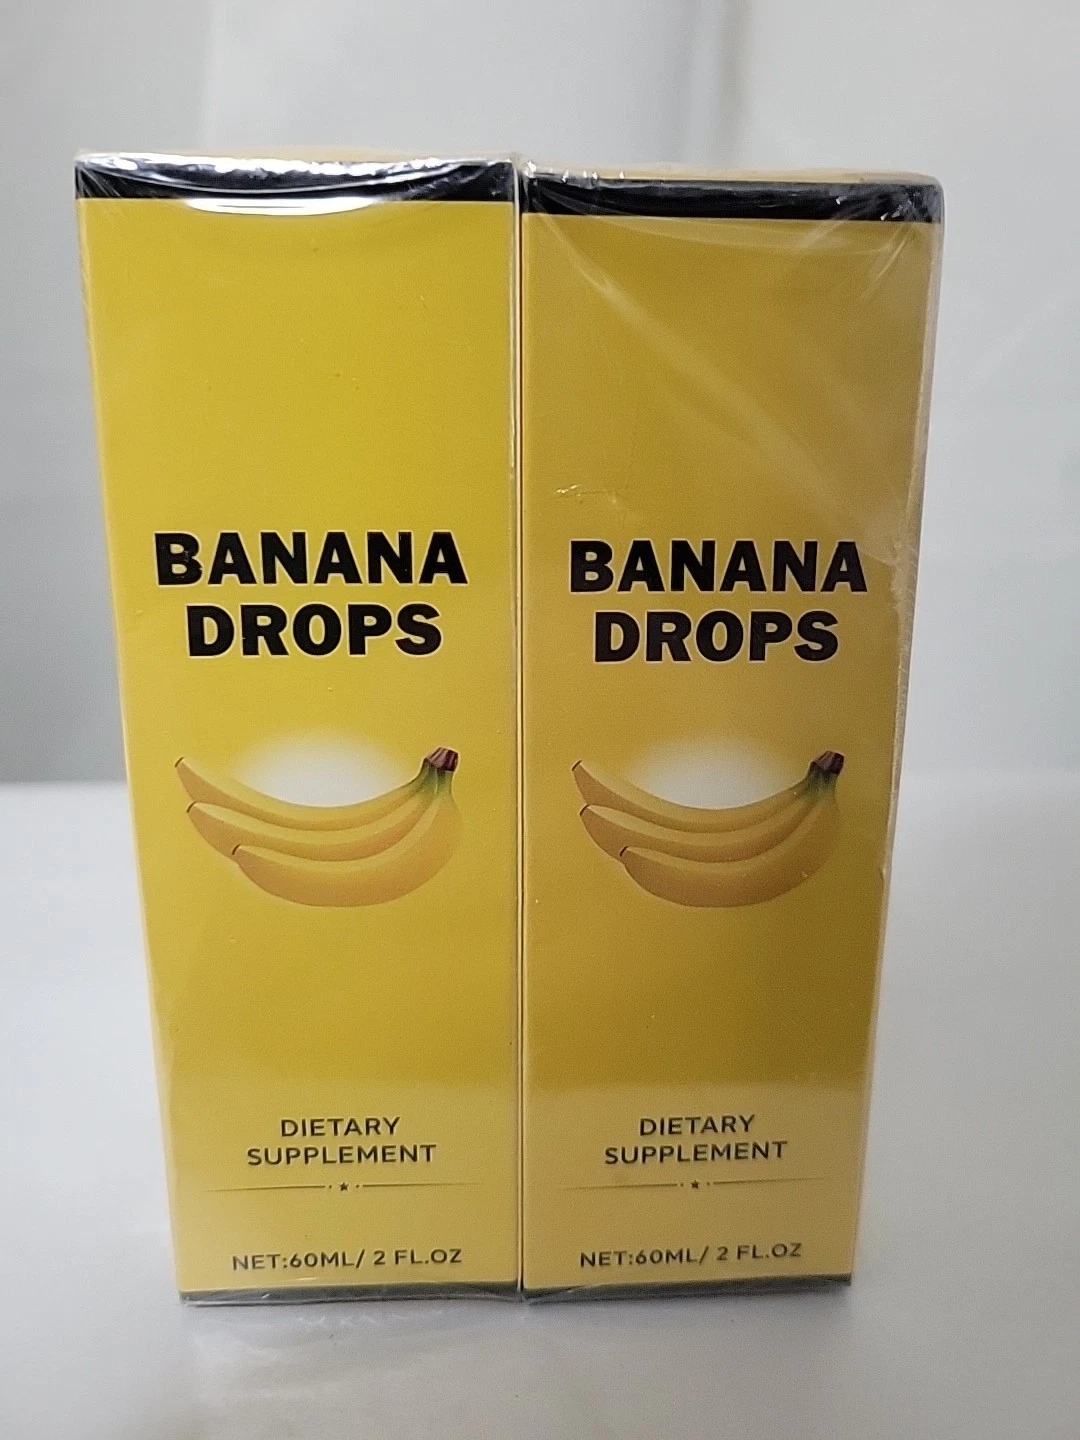 BANANA
DROPS
DIETARY
SUPPLEMENT
NET:60ML/ 2 FL.OZ
BANANA
DROPS
DIETARY
SUPPLEMENT
NET:60ML/ 2 FL.OZ